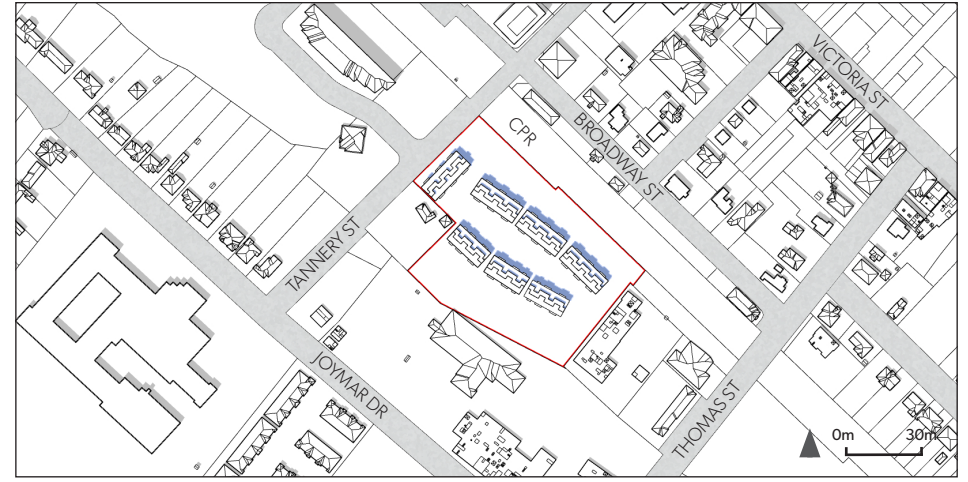 VICTORIA ST
CPR
BROADWAY ST
TANNERY ST
JOYMAR DR
THOMAS ST
0m 30m